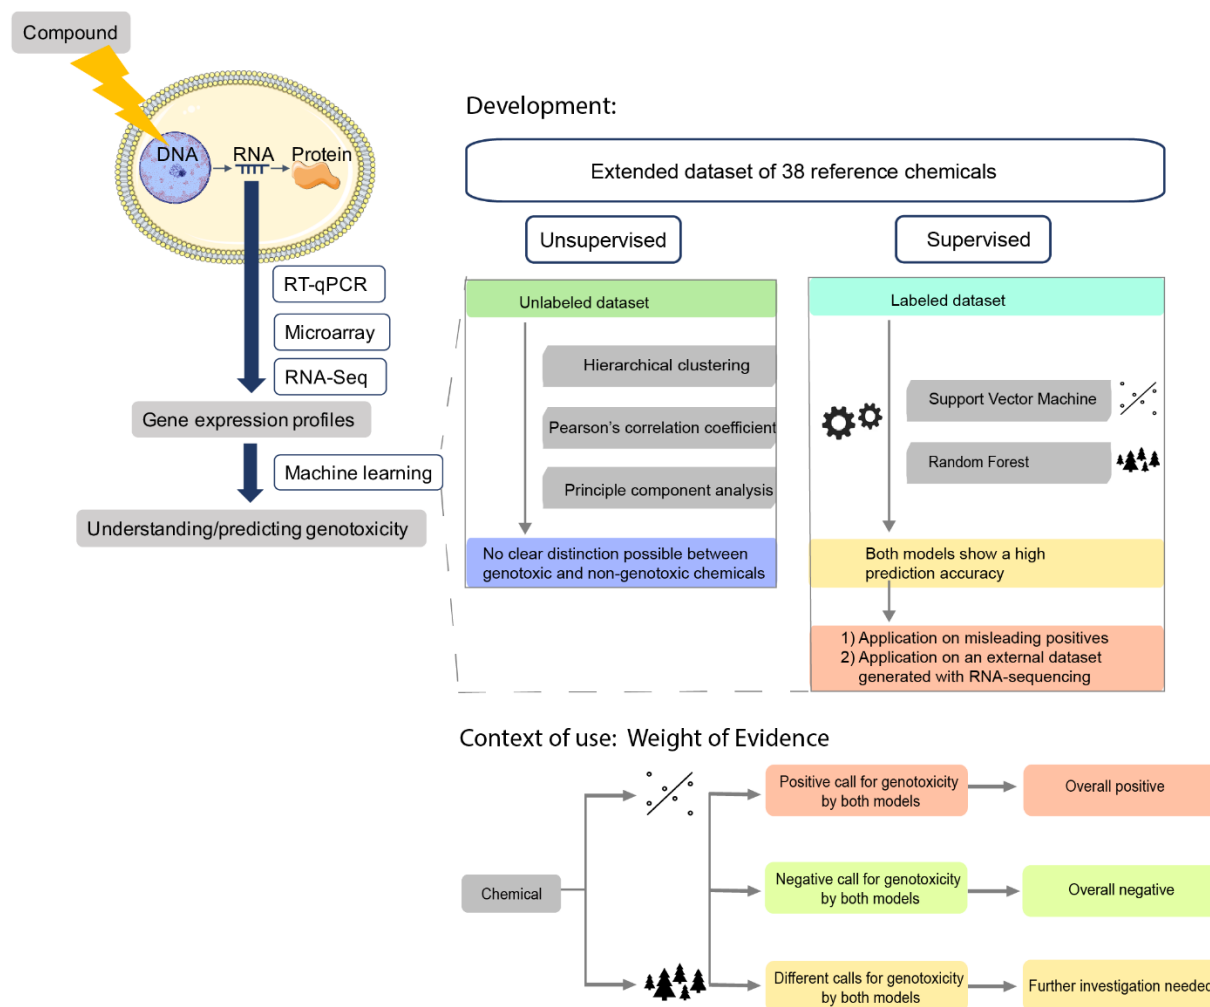 Compound
DNA
RNA
Protein
RT-qPCR
Microarray
RNA-Seq
Gene expression profiles
Machine learning
Understanding/predicting genotoxicity
Development:
Extended dataset of 38 reference chemicals
Unsupervised
Unlabeled dataset
Hierarchical clustering
Pearson's correlation coefficient
Principle component analysis
No clear distinction possible between
genotoxic and non-genotoxic chemicals
Supervised
Labeled dataset
Support Vector Machine
Random Forest
Both models show a high
prediction accuracy
1) Application on misleading positives
2) Application on an external dataset
generated with RNA-sequencing
Context of use: Weight of Evidence
Chemical
Positive call for genotoxicity
by both models
Overall positive
Negative call for genotoxicity
by both models
Overall negative
Different calls for genotoxicity
by both models
Further investigation needed